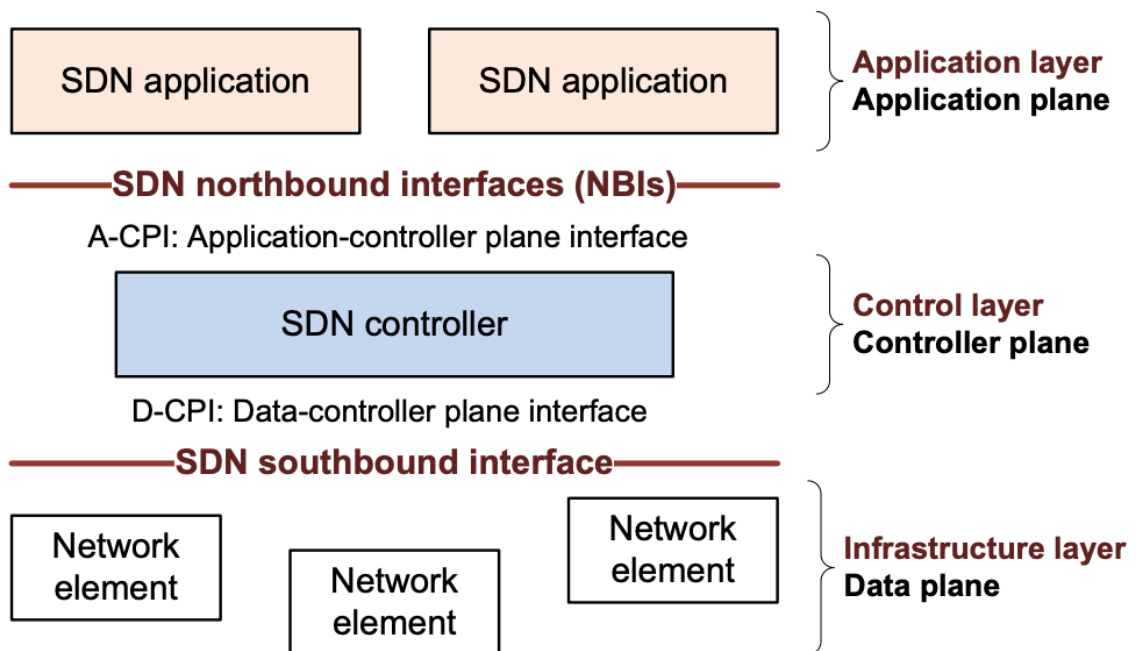 SDN application
SDN application
Application layer
Application plane
SDN northbound interfaces (NBIs)
A-CPI: Application-controller plane interface
SDN controller
Control layer
Controller plane
D-CPI: Data-controller plane interface
SDN southbound interface
Network
element
Network
element
Network
element
Infrastructure layer
Data plane